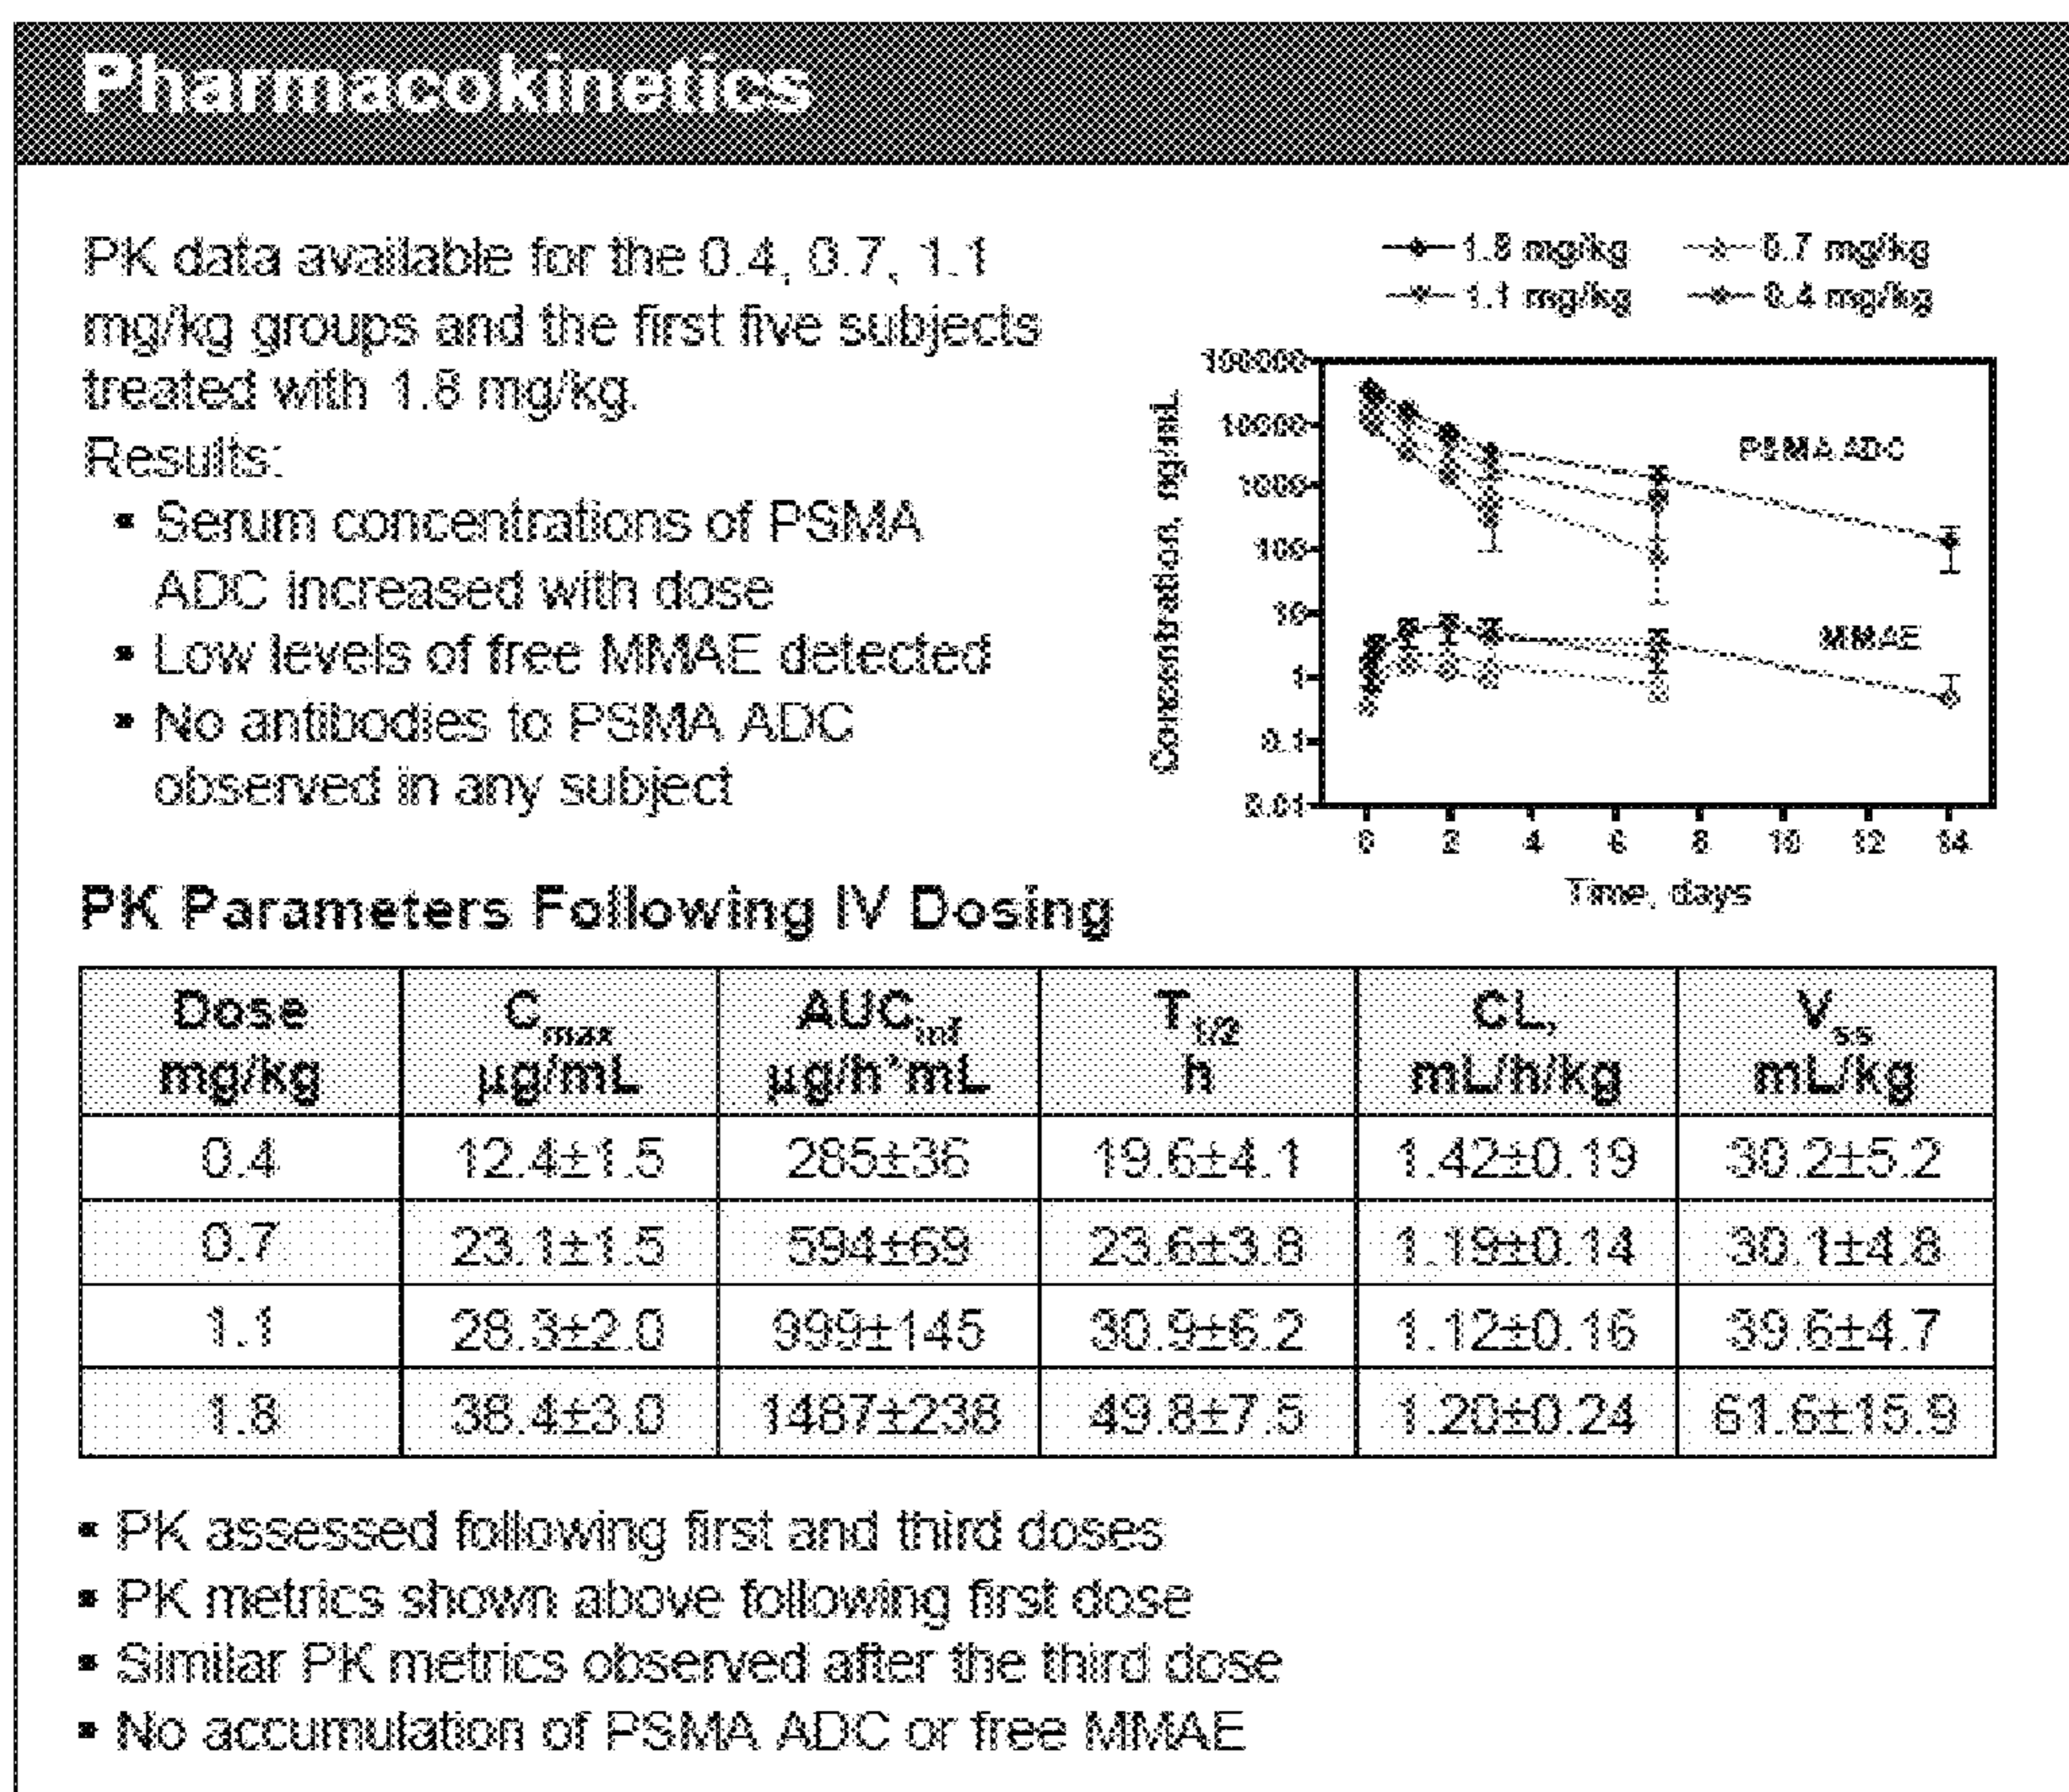 Pharmacokinetics
PK data available for the 0.4, 0.7, 1.1
mg/kg groups and the first five subjects
treated with 1.8 mg/kg.
Results:
▪ Serum concentrations of PSMA
ADC increased with dose
▪ Low levels of free MMAE detected
▪ No antibodies to PSMA ADC
observed in any subject
1.8 mg/kg 0.7 mg/kg
1.1 mg/kg 0.4 mg/kg
Concentration, ng/mL
100000
10000
1000
100
10
1
0.1
0.01
PSMA ADC
MMAE
0 2 4 6 8 10 12 14
Time, days
PK Parameters Following IV Dosing
Dose Cmax AUCinf T1/2 CL, Vss
mg/kg µg/mL µg/h*mL h mL/h/kg mL/kg
0.4 12.4±1.5 285±36 19.6±4.1 1.42±0.19 30.2±5.2
0.7 23.1±1.5 594±69 23.6±3.8 1.19±0.14 30.1±4.8
1.1 28.3±2.0 999±145 30.9±6.2 1.12±0.16 39.6±4.7
1.8 38.4±3.0 1467±238 49.8±7.5 1.20±0.24 61.6±15.9
▪ PK assessed following first and third doses
▪ PK metrics shown above following first dose
▪ Similar PK metrics observed after the third dose
▪ No accumulation of PSMA ADC or free MMAE